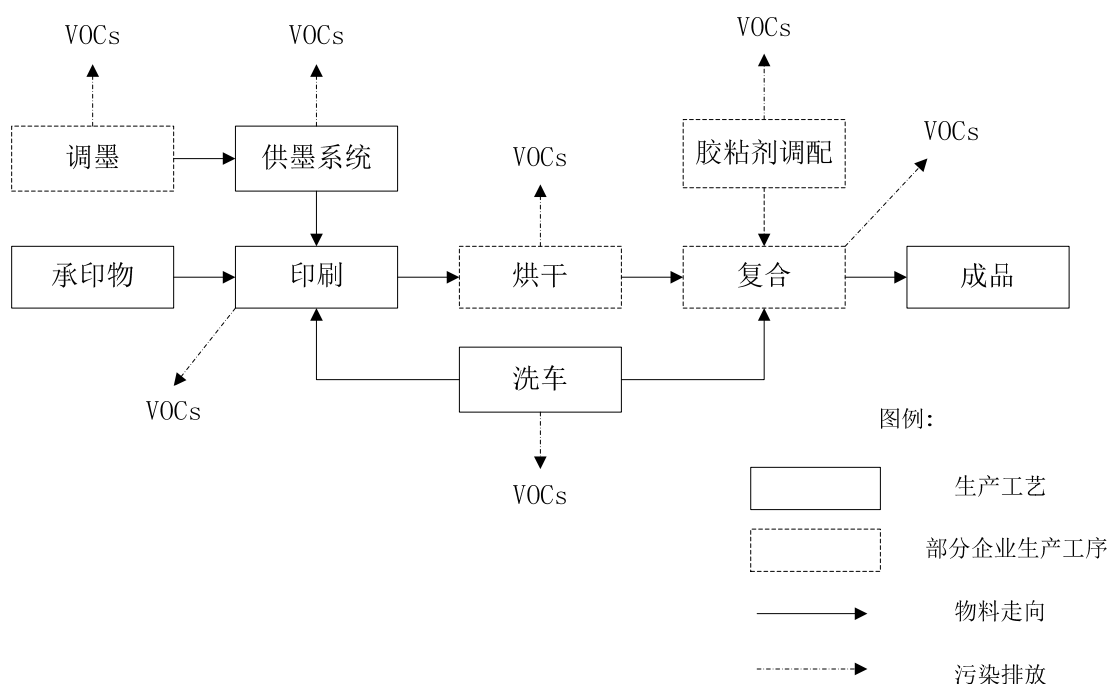 VOCs
VOCs
VOCs
调墨
供墨系统
胶粘剂调配
VOCs
VOCs
承印物
印刷
烘干
复合
成品
洗车
VOCs
VOCs
图例：
生产工艺
部分企业生产工序
物料走向
污染排放